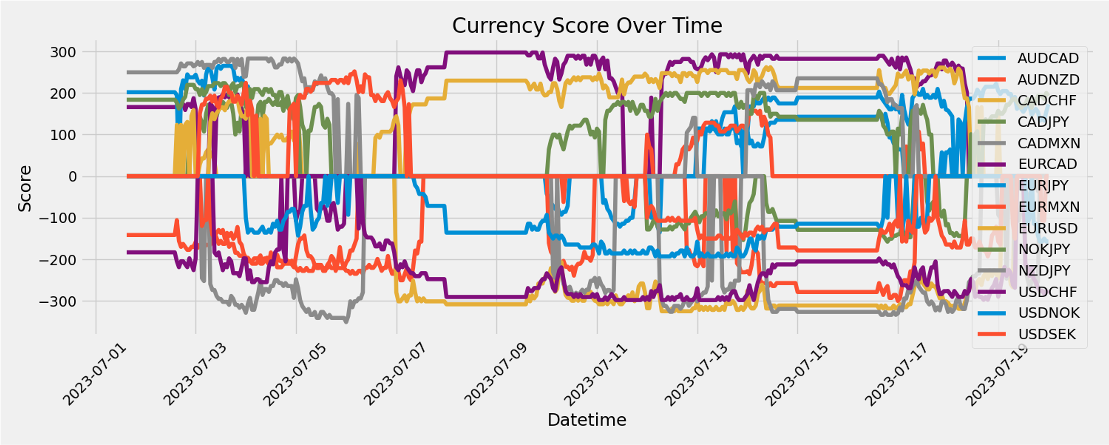 Currency Score Over Time
Score
300
200
100
0
−100
−200
−300
2023-07-01
2023-07-03
2023-07-05
2023-07-07
2023-07-09
2023-07-11
2023-07-13
2023-07-15
2023-07-17
2023-07-19
Datetime
AUDCAD
AUDNZD
CADCHF
CADJPY
CADMXN
EURCAD
EURJPY
EURMXN
EURUSD
NOKJPY
NZDJPY
USDCHF
USDNOK
USDSEK